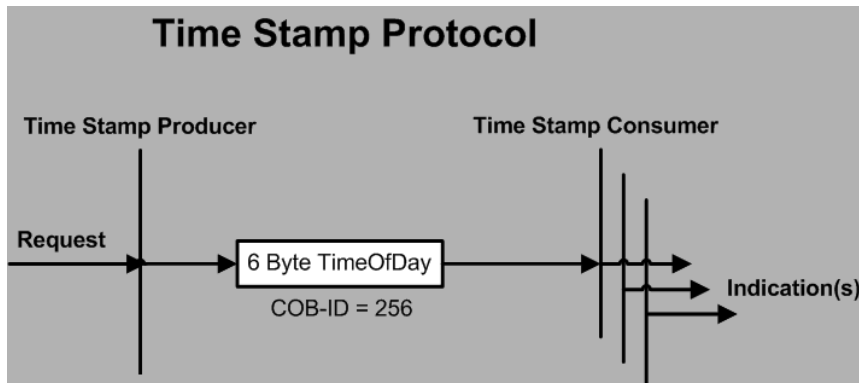 Time Stamp Protocol
Time Stamp Producer
Time Stamp Consumer
Request
6 Byte TimeOfDay
COB-ID = 256
Indication(s)